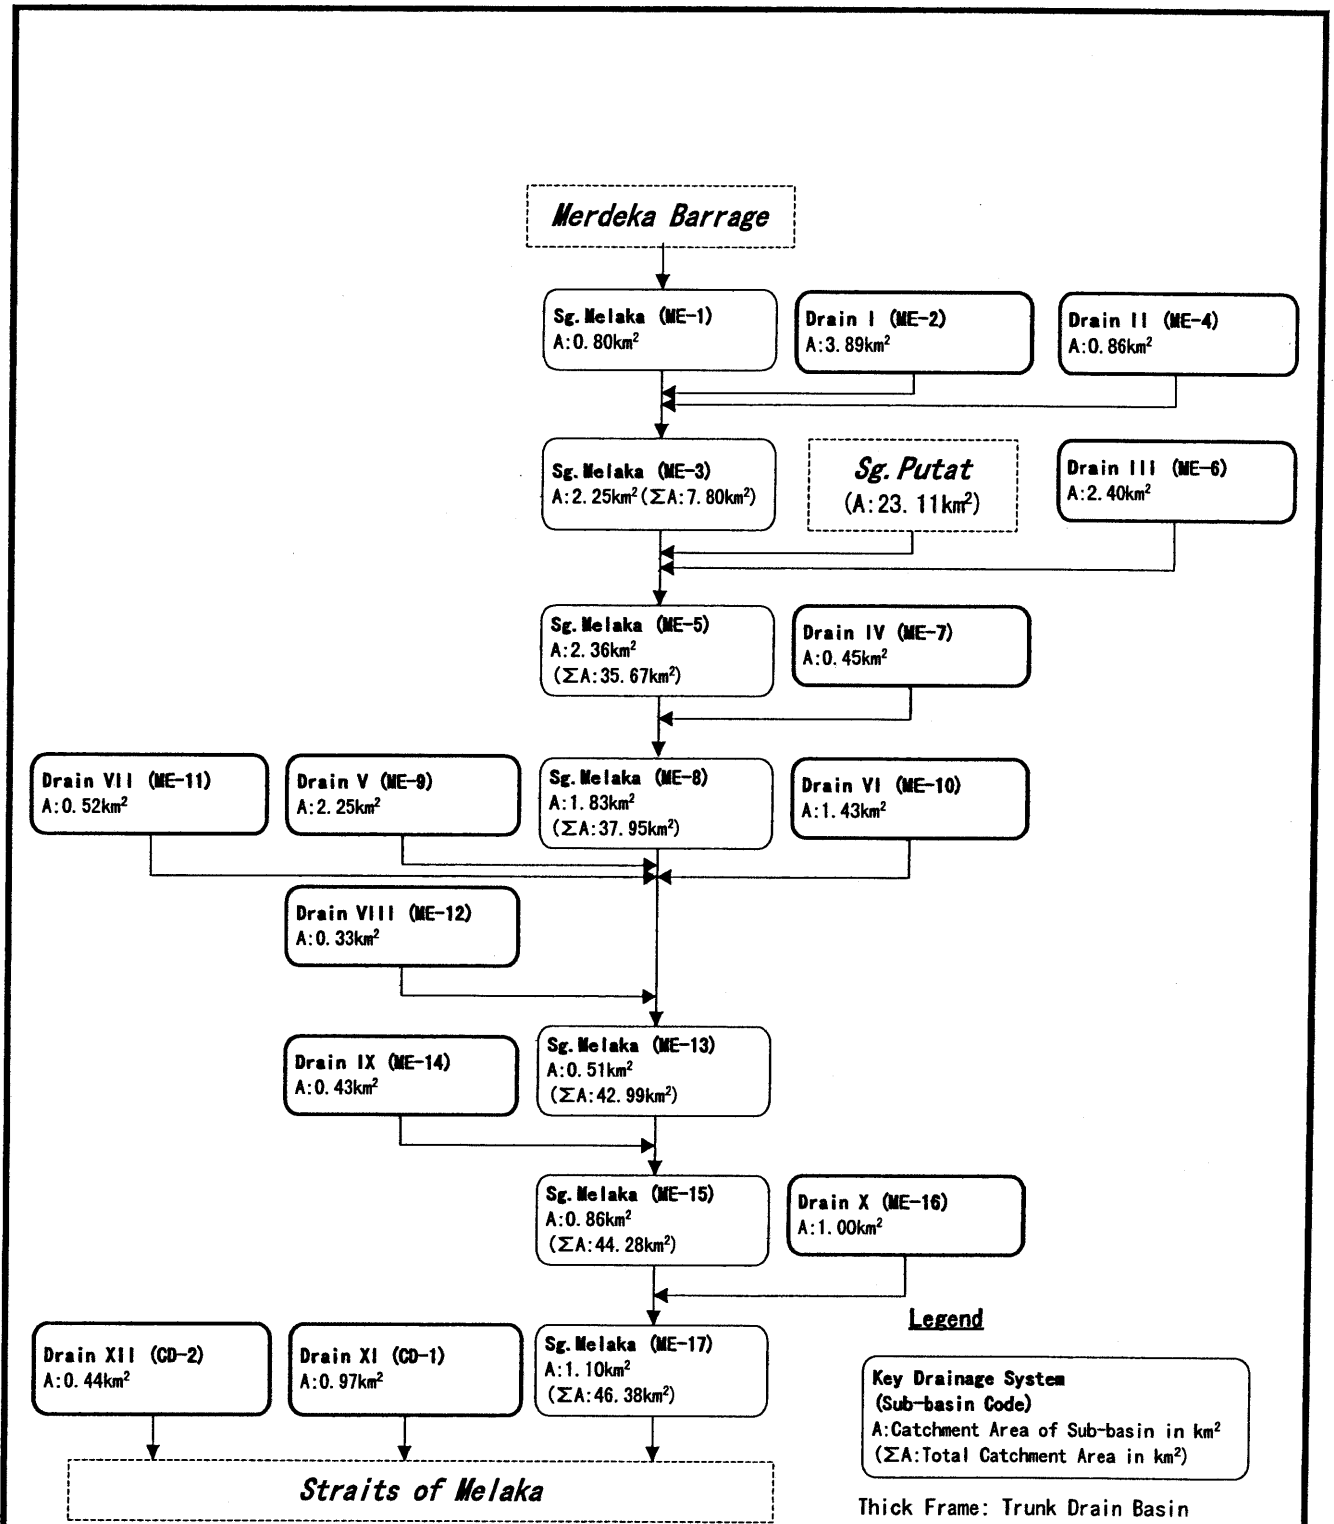 Merdeka Barrage
Sg. Melaka (ME-1)
A:0.80km²
Drain I (ME-2)
A:3.89km²
Drain II (ME-4)
A:0.86km²
Sg. Melaka (ME-3)
A:2.25km²(ΣA:7.80km²)
Sg. Putat
(A:23.11km²)
Drain III (ME-6)
A:2.40km²
Sg. Melaka (ME-5)
A:2.36km²
(ΣA:35.67km²)
Drain IV (ME-7)
A:0.45km²
Drain VII (ME-11)
A:0.52km²
Drain V (ME-9)
A:2.25km²
Sg. Melaka (ME-8)
A:1.83km²
(ΣA:37.95km²)
Drain VI (ME-10)
A:1.43km²
Drain VIII (ME-12)
A:0.33km²
Drain IX (ME-14)
A:0.43km²
Sg. Melaka (ME-13)
A:0.51km²
(ΣA:42.99km²)
Sg. Melaka (ME-15)
A:0.86km²
(ΣA:44.28km²)
Drain X (ME-16)
A:1.00km²
Drain XII (CD-2)
A:0.44km²
Drain XI (CD-1)
A:0.97km²
Sg. Melaka (ME-17)
A:1.10km²
(ΣA:46.38km²)
Straits of Melaka
Legend
Key Drainage System
(Sub-basin Code)
A:Catchment Area of Sub-basin in km²
(ΣA:Total Catchment Area in km²)
Thick Frame: Trunk Drain Basin